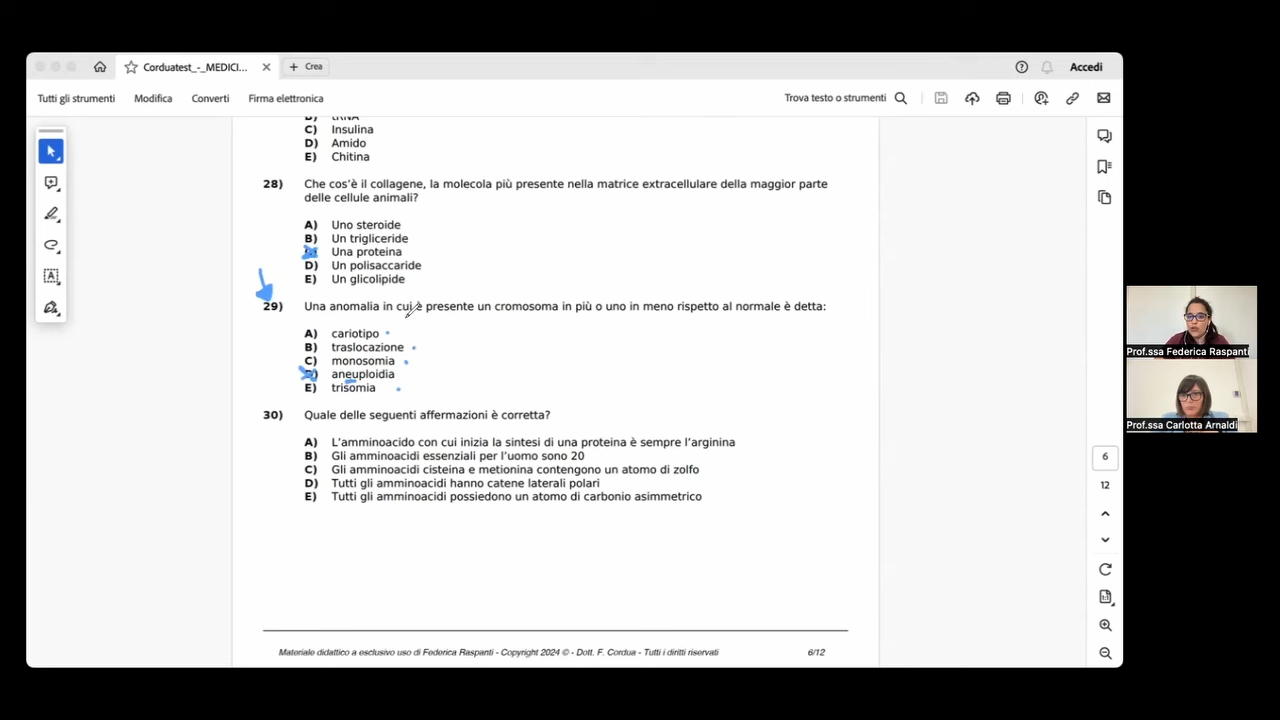 Corduatest_-_MEDICI...
Crea
Accedi
Tutti gli strumenti
Modifica
Converti
Firma elettronica
Trova testo o strumenti
B) tRNA
C) Insulina
D) Amido
E) Chitina
28) Che cos'è il collagene, la molecola più presente nella matrice extracellulare della maggior parte
delle cellule animali?
A) Uno steroide
B) Un trigliceride
Una proteina
D) Un polisaccaride
E) Un glicolipide
29) Una anomalia in cui è presente un cromosoma in più o uno in meno rispetto al normale è detta:
A) cariotipo
B) traslocazione
C) monosomia
D) aneuploidia
E) trisomia
30) Quale delle seguenti affermazioni è corretta?
A) L'amminoacido con cui inizia la sintesi di una proteina è sempre l'arginina
B) Gli amminoacidi essenziali per l'uomo sono 20
C) Gli amminoacidi cisteina e metionina contengono un atomo di zolfo
D) Tutti gli amminoacidi hanno catene laterali polari
E) Tutti gli amminoacidi possiedono un atomo di carbonio asimmetrico
Materiale didattico a esclusivo uso di Federica Raspanti - Copyright 2024 © - Dott. F. Cordua - Tutti i diritti riservati
6/12
6
12
Prof.ssa Federica Raspanti
Prof.ssa Carlotta Arnaldi